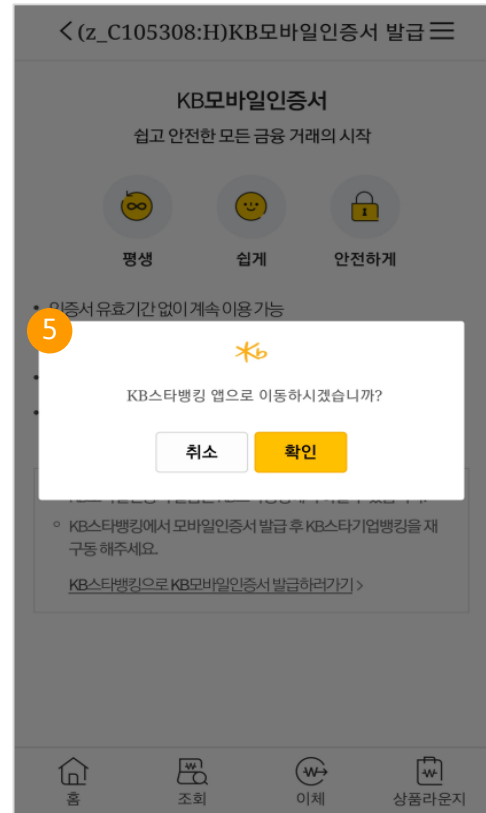 (z_C105308:H)KB모바일인증서 발급
KB모바일인증서
쉽고 안전한 모든 금융 거래의 시작
평생 쉽게 안전하게
인증서 유효기간 없이 계속 이용 가능
5
Kb
KB스타뱅킹 앱으로 이동하시겠습니까?
취소 확인
KB스타뱅킹에서 모바일인증서 발급 후 KB스타기업뱅킹을 재
구동 해주세요.
KB스타뱅킹으로 KB모바일인증서 발급하러가기 >
홈 조회 이체 상품라운지